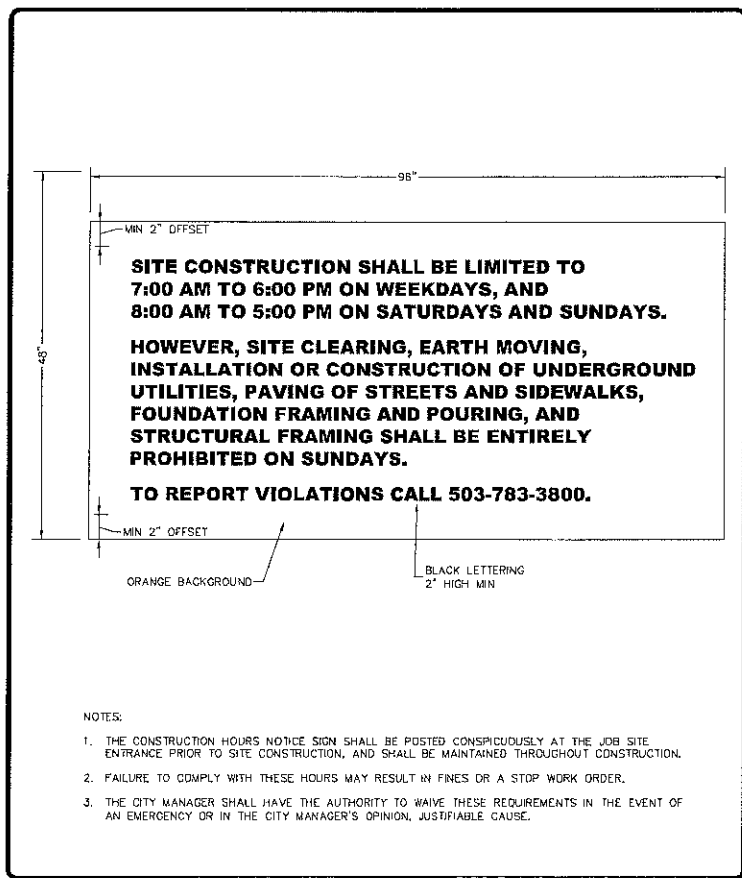 96"
MIN 2" OFFSET
SITE CONSTRUCTION SHALL BE LIMITED TO
7:00 AM TO 6:00 PM ON WEEKDAYS, AND
8:00 AM TO 5:00 PM ON SATURDAYS AND SUNDAYS.
48"
HOWEVER, SITE CLEARING, EARTH MOVING,
INSTALLATION OR CONSTRUCTION OF UNDERGROUND
UTILITIES, PAVING OF STREETS AND SIDEWALKS,
FOUNDATION FRAMING AND POURING, AND
STRUCTURAL FRAMING SHALL BE ENTIRELY
PROHIBITED ON SUNDAYS.
TO REPORT VIOLATIONS CALL 503-783-3800.
MIN 2" OFFSET
ORANGE BACKGROUND
BLACK LETTERING
2" HIGH MIN
NOTES:
1. THE CONSTRUCTION HOURS NOTICE SIGN SHALL BE POSTED CONSPICUOUSLY AT THE JOB SITE
ENTRANCE PRIOR TO SITE CONSTRUCTION, AND SHALL BE MAINTAINED THROUGHOUT CONSTRUCTION.
2. FAILURE TO COMPLY WITH THESE HOURS MAY RESULT IN FINES OR A STOP WORK ORDER.
3. THE CITY MANAGER SHALL HAVE THE AUTHORITY TO WAIVE THESE REQUIREMENTS IN THE EVENT OF
AN EMERGENCY OR IN THE CITY MANAGER'S OPINION, JUSTIFIABLE CAUSE.